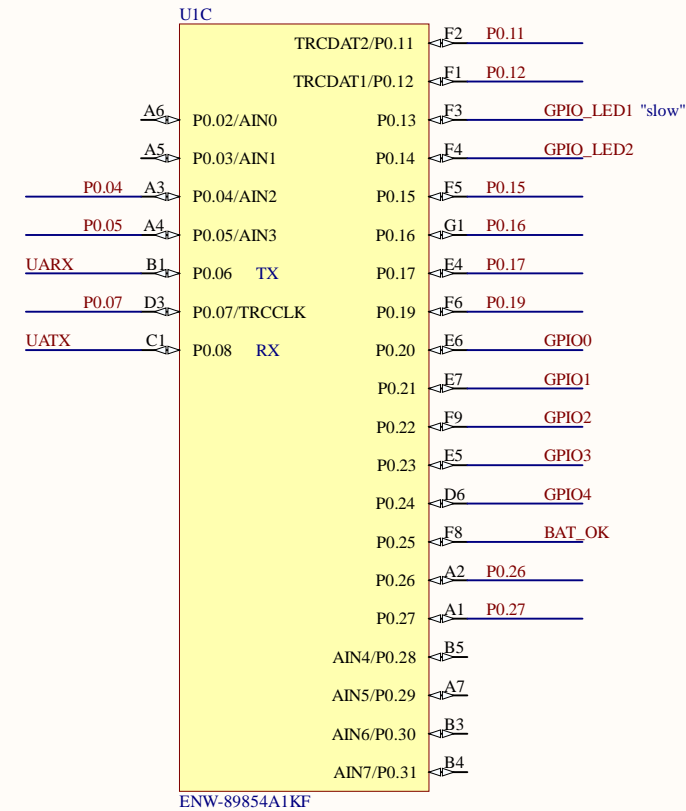 U1C
TRCDAT2/P0.11 F2 P0.11
TRCDAT1/P0.12 F1 P0.12
A6 P0.02/AIN0 P0.13 F3 GPIO_LED1 "slow"
A5 P0.03/AIN1 P0.14 F4 GPIO_LED2
P0.04 A3 P0.04/AIN2 P0.15 F5 P0.15
P0.05 A4 P0.05/AIN3 P0.16 G1 P0.16
UARX B1 P0.06 TX P0.17 E4 P0.17
P0.07 D3 P0.07/TRCCLK P0.19 F6 P0.19
UATX C1 P0.08 RX P0.20 E6 GPIO0
P0.21 E7 GPIO1
P0.22 F9 GPIO2
P0.23 E5 GPIO3
P0.24 D6 GPIO4
P0.25 F8 BAT_OK
P0.26 A2 P0.26
P0.27 A1 P0.27
AIN4/P0.28 B5
AIN5/P0.29 A7
AIN6/P0.30 B3
AIN7/P0.31 B4
ENW-89854A1KF